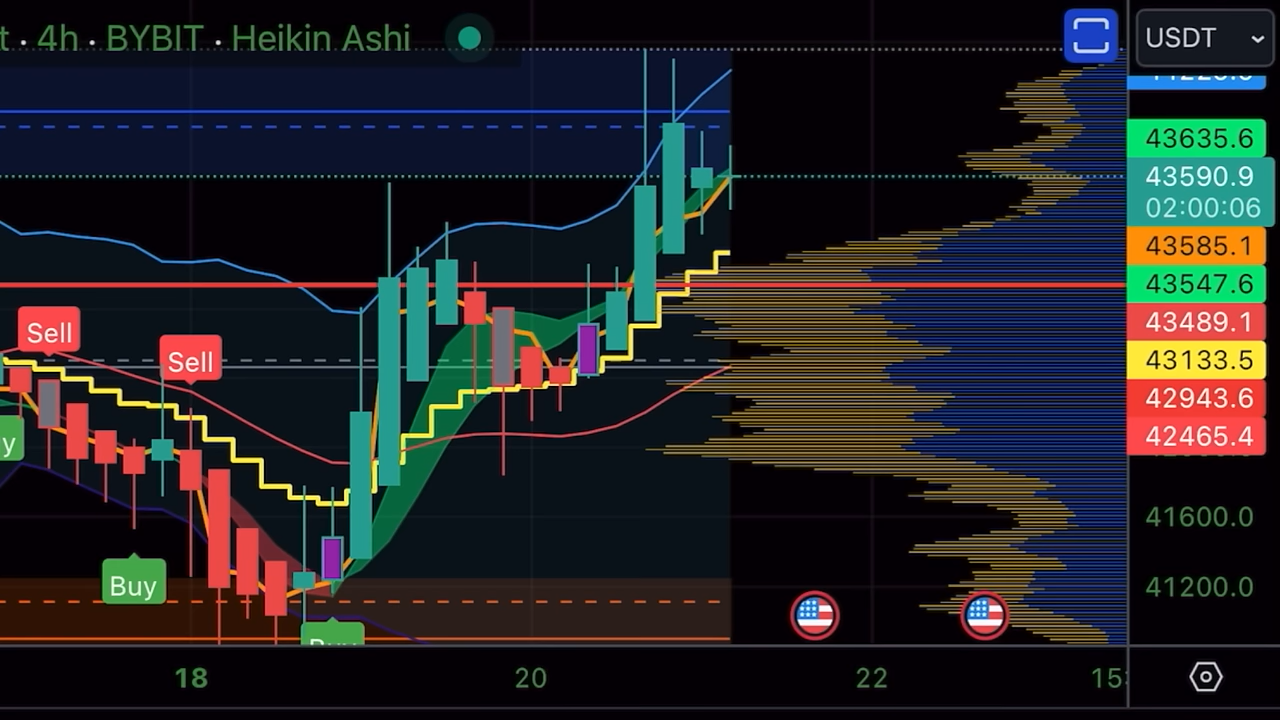 t · 4h · BYBIT · Heikin Ashi
USDT
43635.6
43590.9
02:00:06
43585.1
43547.6
43489.1
43133.5
42943.6
42465.4
41600.0
41200.0
Sell
Sell
y
Buy
18
20
22
15: